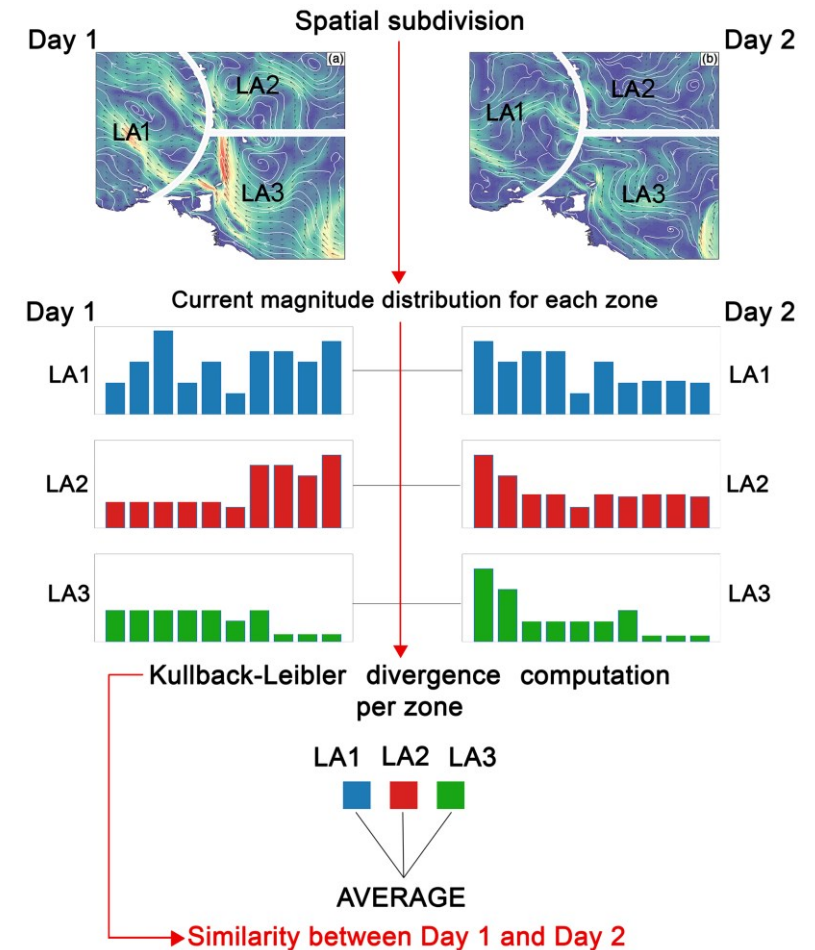 Spatial subdivision
Day 1
Day 2
(a)
LA2
LA1
LA3
(b)
LA2
LA1
LA3
Current magnitude distribution for each zone
Day 1
Day 2
LA1
LA1
LA2
LA2
LA3
LA3
Kullback-Leibler divergence computation
per zone
LA1 LA2 LA3
AVERAGE
Similarity between Day 1 and Day 2